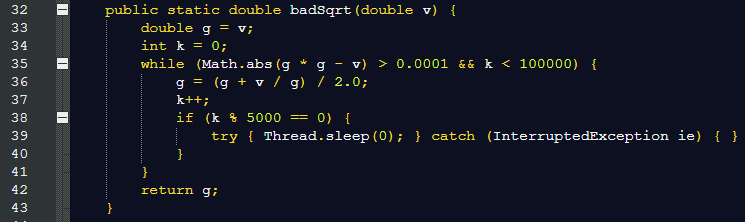 32 public static double badSqrt(double v) {
33 double g = v;
34 int k = 0;
35 while (Math.abs(g * g - v) > 0.0001 && k < 100000) {
36 g = (g + v / g) / 2.0;
37 k++;
38 if (k % 5000 == 0) {
39 try { Thread.sleep(0); } catch (InterruptedException ie) { }
40 }
41 }
42 return g;
43 }